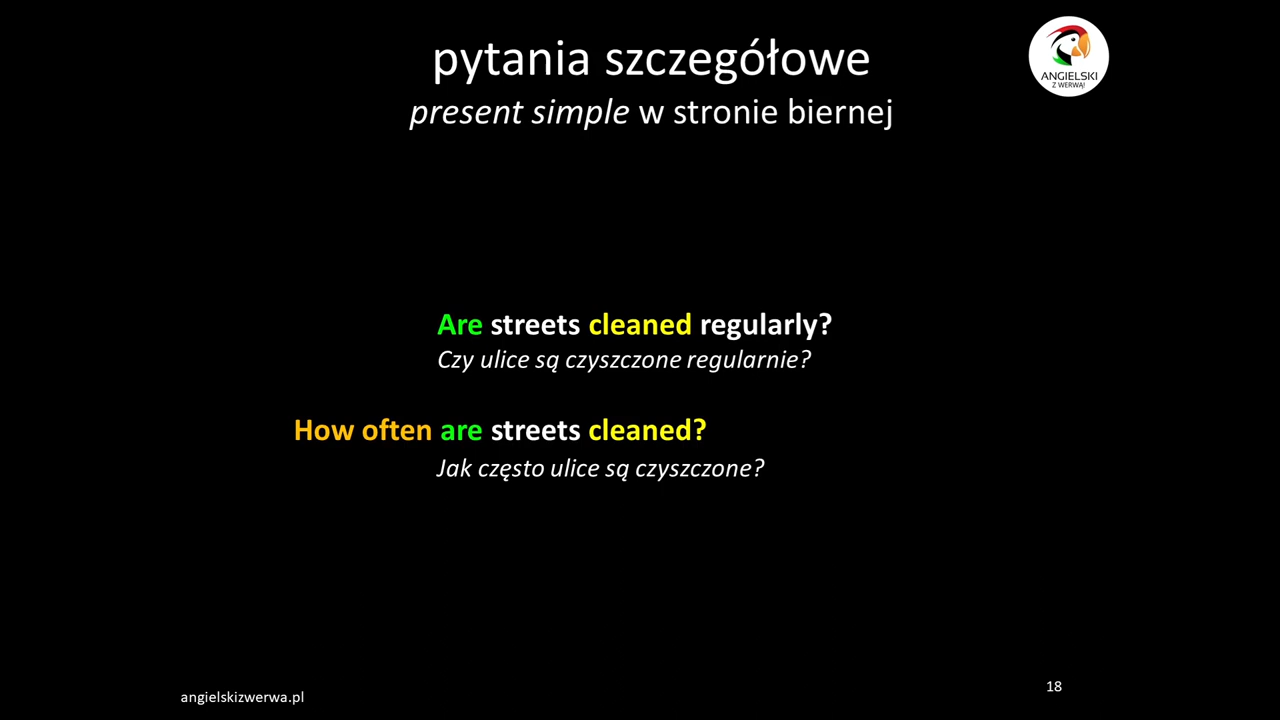 pytania szczegółowe
ANGIELSKI
Z WERWĄ!
present simple w stronie biernej
Are streets cleaned regularly?
Czy ulice są czyszczone regularnie?
How often are streets cleaned?
Jak często ulice są czyszczone?
angielskizwerwa.pl
18